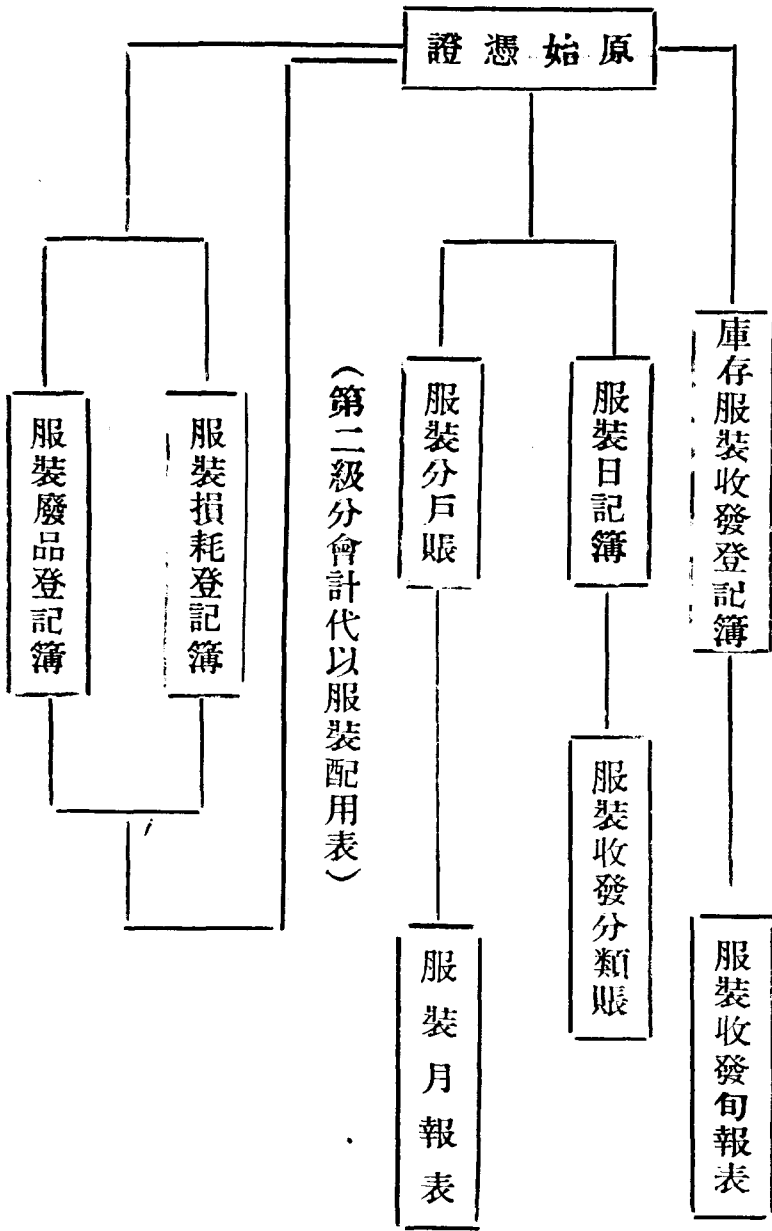 原始憑證
庫存服裝收發登記簿
服裝收發旬報表
服裝日記簿
服裝收發分類賬
服裝分戶賬
（第二級分會計代以服裝配用表）
服裝月報表
服裝損耗登記簿
服裝廢品登記簿